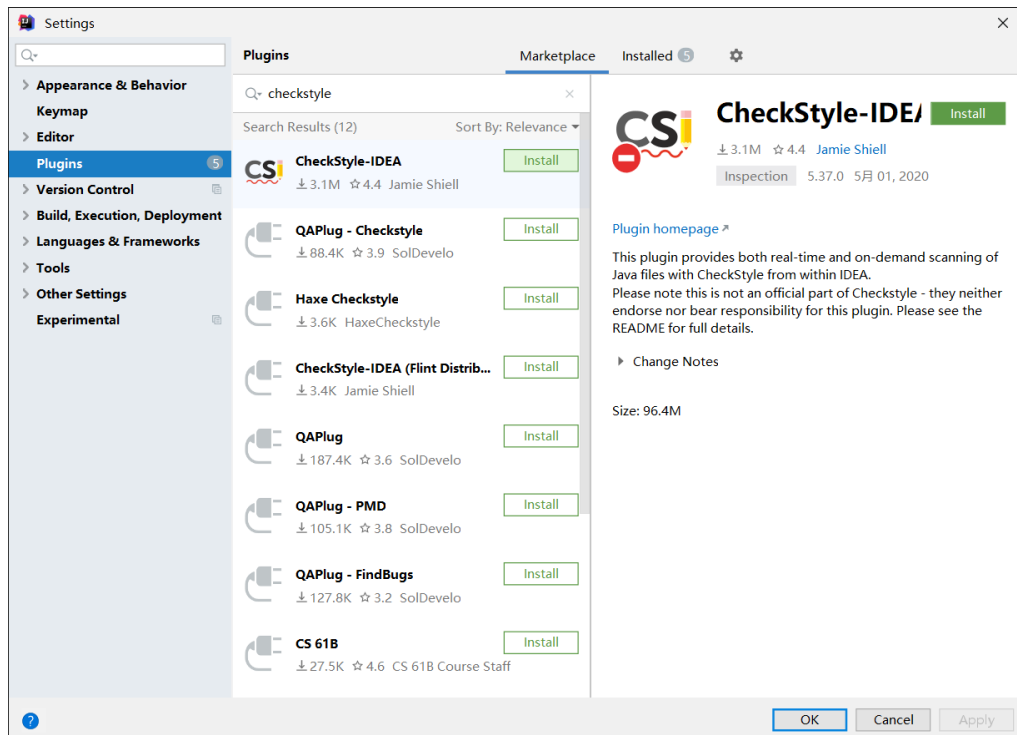 Settings
Plugins
Marketplace
Installed 5
Appearance & Behavior
Keymap
Editor
Plugins 5
Version Control
Build, Execution, Deployment
Languages & Frameworks
Tools
Other Settings
Experimental
checkstyle
Search Results (12) Sort By: Relevance
CSi
CheckStyle-IDEA Install
3.1M 4.4 Jamie Shiell
QAPlug - Checkstyle Install
88.4K 3.9 SolDevelo
Haxe Checkstyle Install
3.6K HaxeCheckstyle
CheckStyle-IDEA (Flint Distrib... Install
3.4K Jamie Shiell
QAPlug Install
187.4K 3.6 SolDevelo
QAPlug - PMD Install
105.1K 3.8 SolDevelo
QAPlug - FindBugs Install
127.8K 3.2 SolDevelo
CS 61B Install
27.5K 4.6 CS 61B Course Staff
CSi
CheckStyle-IDE Install
3.1M 4.4 Jamie Shiell
Inspection 5.37.0 5月 01, 2020
Plugin homepage
This plugin provides both real-time and on-demand scanning of
Java files with CheckStyle from within IDEA.
Please note this is not an official part of Checkstyle - they neither
endorse nor bear responsibility for this plugin. Please see the
README for full details.
Change Notes
Size: 96.4M
?
OK Cancel Apply